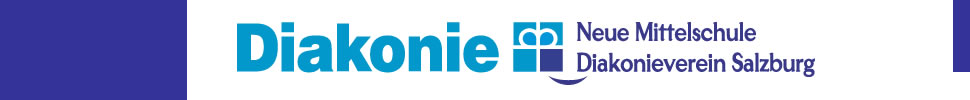 Diakonie
Neue Mittelschule
Diakonieverein Salzburg